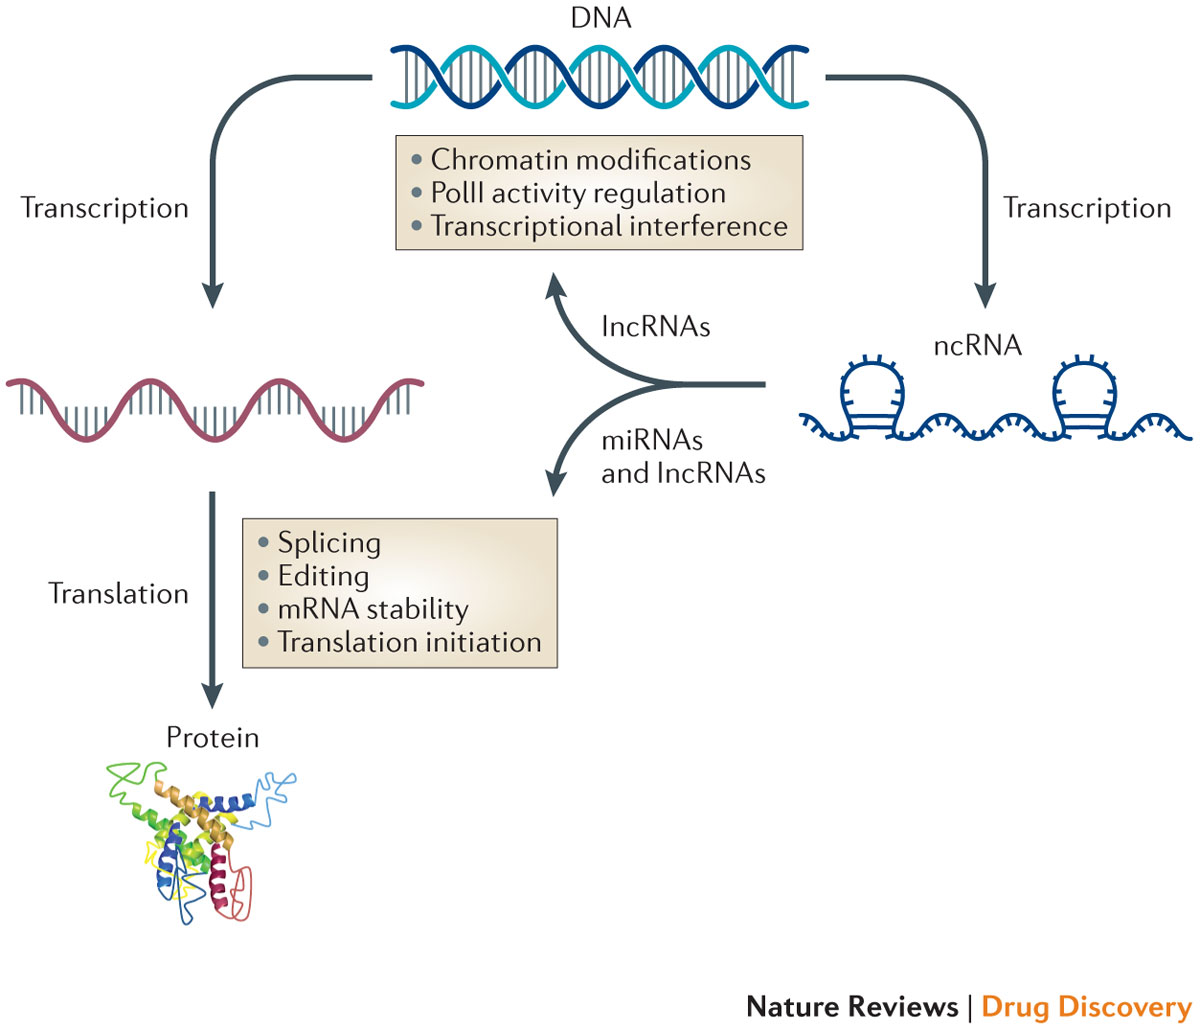 DNA
• Chromatin modifications
• PolII activity regulation
• Transcriptional interference
Transcription
Transcription
lncRNAs
ncRNA
miRNAs
and lncRNAs
• Splicing
• Editing
• mRNA stability
• Translation initiation
Translation
Protein
Nature Reviews | Drug Discovery